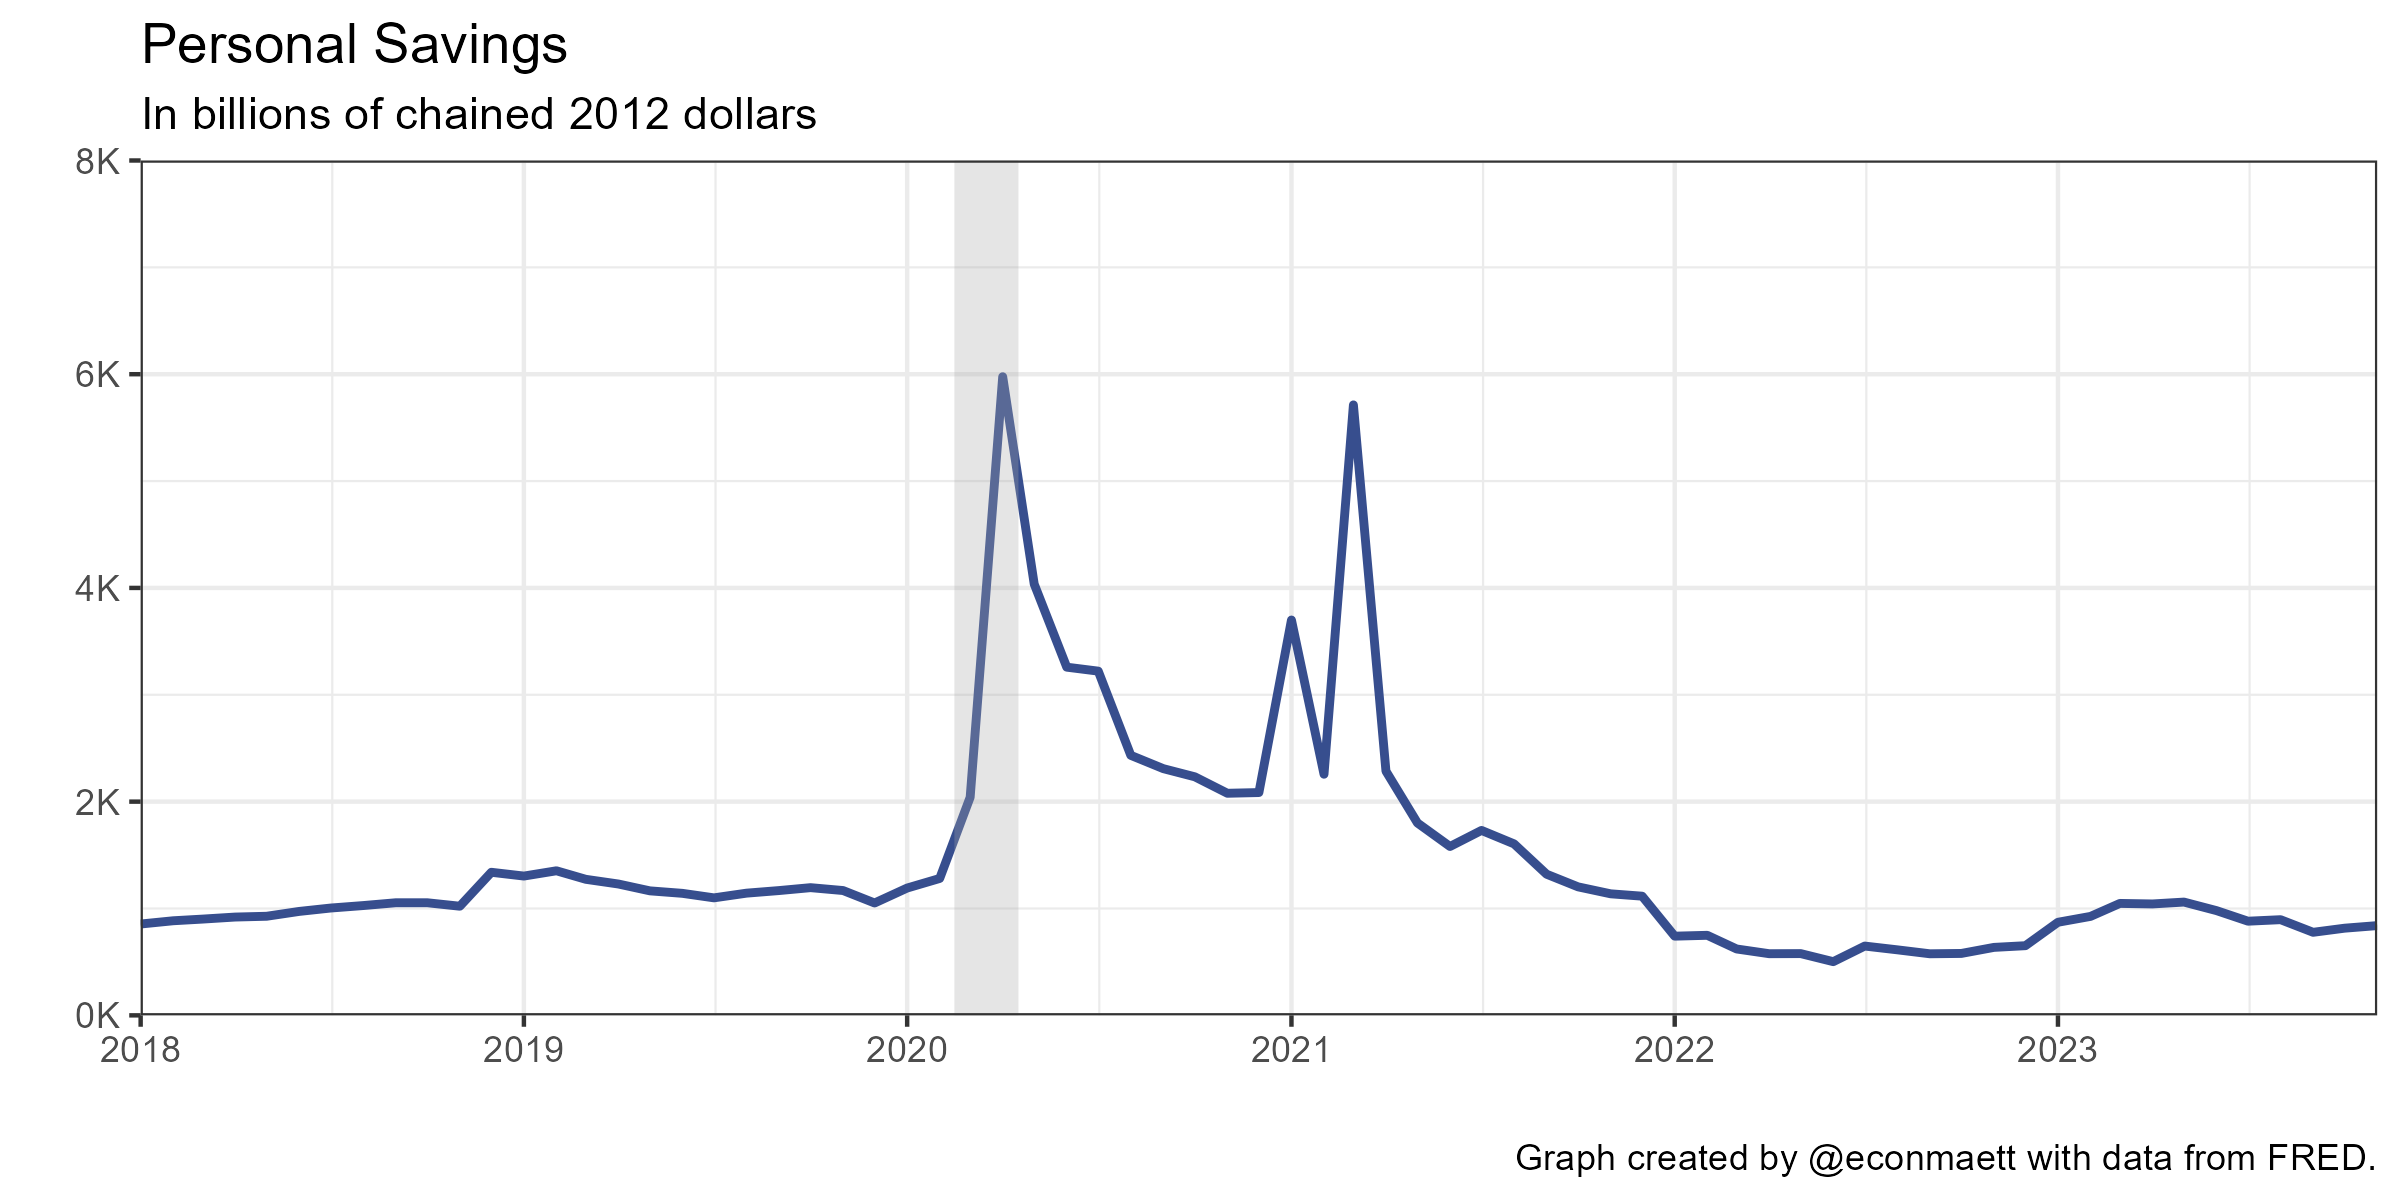 Personal Savings
In billions of chained 2012 dollars
8K
6K
4K
2K
0K
2018 2019 2020 2021 2022 2023
Graph created by @econmaett with data from FRED.